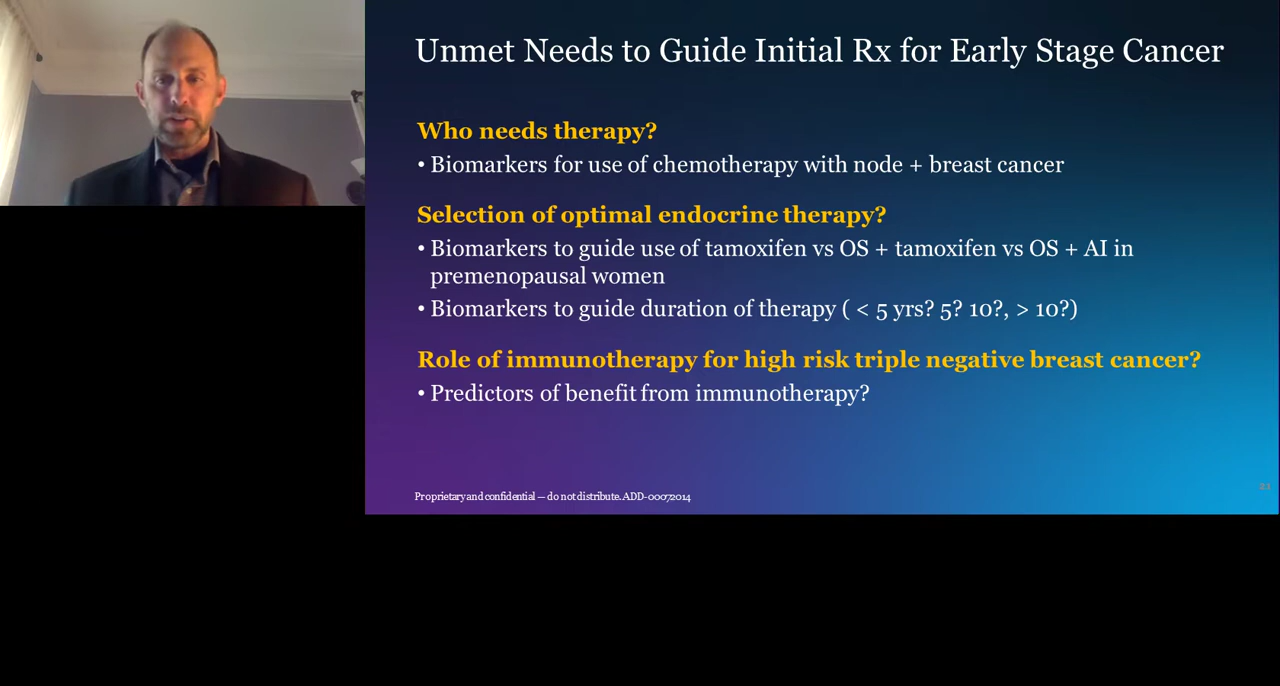 Unmet Needs to Guide Initial Rx for Early Stage Cancer
Who needs therapy?
• Biomarkers for use of chemotherapy with node + breast cancer
Selection of optimal endocrine therapy?
• Biomarkers to guide use of tamoxifen vs OS + tamoxifen vs OS + AI in
premenopausal women
• Biomarkers to guide duration of therapy ( < 5 yrs? 5? 10?, > 10?)
Role of immunotherapy for high risk triple negative breast cancer?
• Predictors of benefit from immunotherapy?
Proprietary and confidential — do not distribute. ADD-00072014